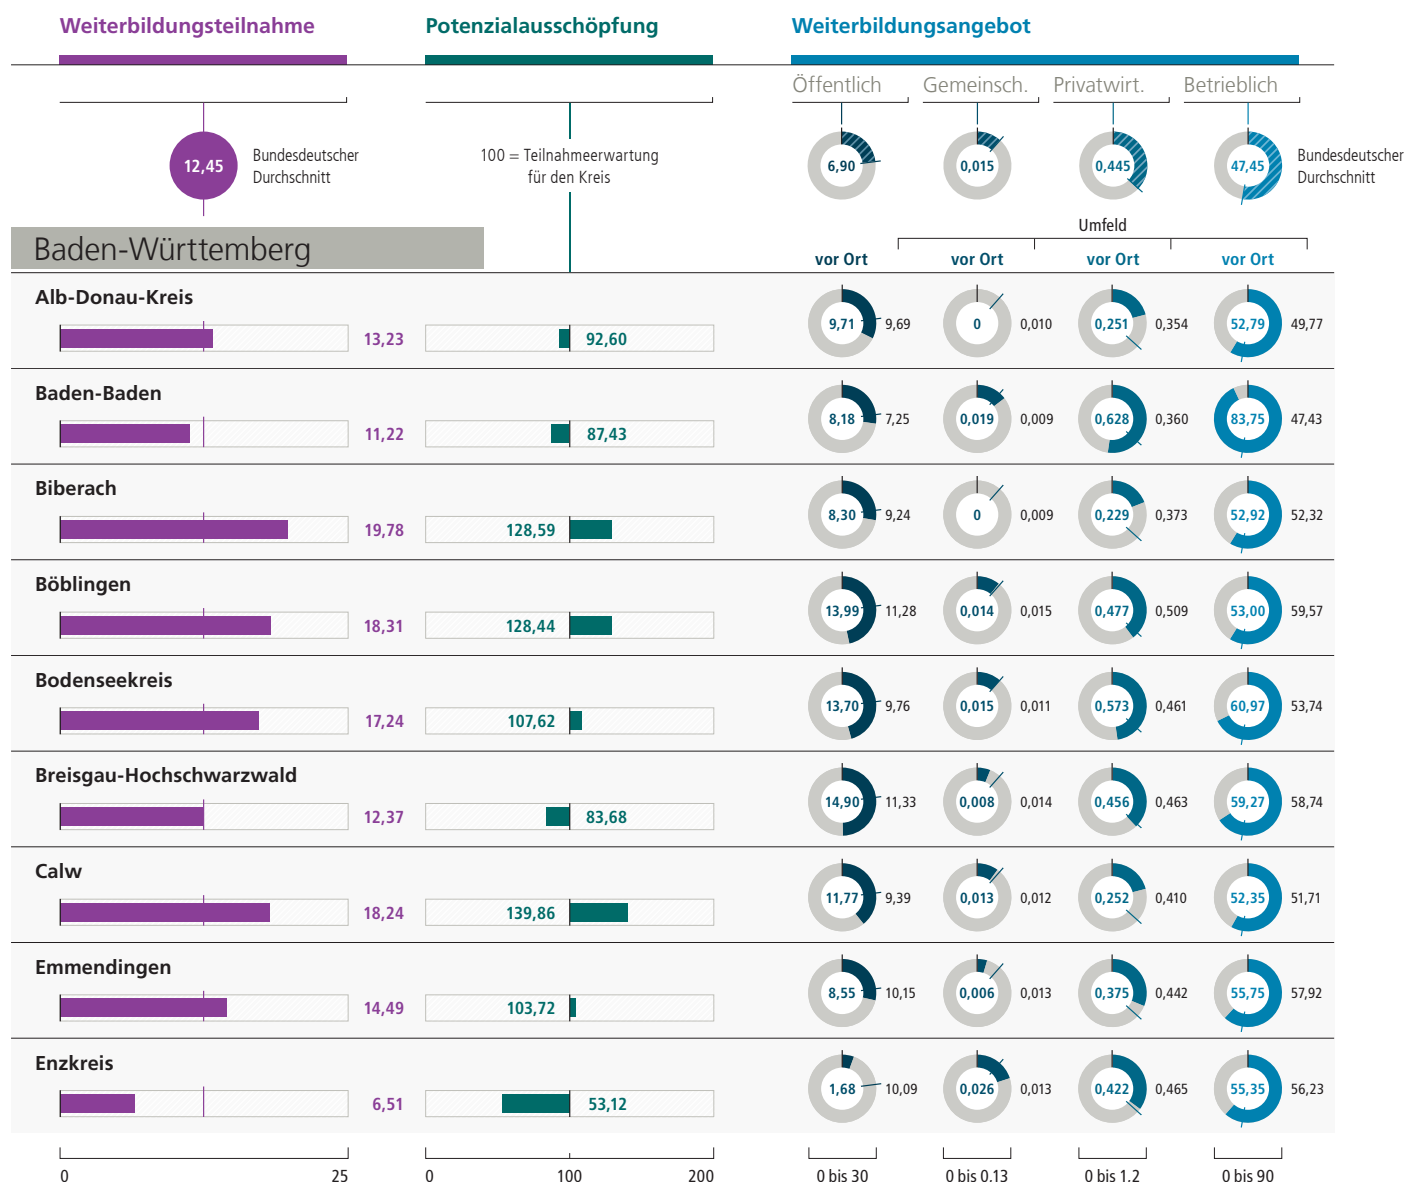 Weiterbildungsteilnahme Potenzialausschöpfung Weiterbildungsangebot
Öffentlich Gemeinsch. Privatwirt. Betrieblich
12,45 Bundesdeutscher Durchschnitt
100 = Teilnahmeerwartung für den Kreis
6,90 0,015 0,445 47,45 Bundesdeutscher Durchschnitt
Umfeld
Baden-Württemberg
vor Ort vor Ort vor Ort vor Ort
Alb-Donau-Kreis
13,23 92,60 9,71 9,69 0 0,010 0,251 0,354 52,79 49,77
Baden-Baden
11,22 87,43 8,18 7,25 0,019 0,009 0,628 0,360 83,75 47,43
Biberach
19,78 128,59 8,30 9,24 0 0,009 0,229 0,373 52,92 52,32
Böblingen
18,31 128,44 13,99 11,28 0,014 0,015 0,477 0,509 53,00 59,57
Bodenseekreis
17,24 107,62 13,70 9,76 0,015 0,011 0,573 0,461 60,97 53,74
Breisgau-Hochschwarzwald
12,37 83,68 14,90 11,33 0,008 0,014 0,456 0,463 59,27 58,74
Calw
18,24 139,86 11,77 9,39 0,013 0,012 0,252 0,410 52,35 51,71
Emmendingen
14,49 103,72 8,55 10,15 0,006 0,013 0,375 0,442 55,75 57,92
Enzkreis
6,51 53,12 1,68 10,09 0,026 0,013 0,422 0,465 55,35 56,23
0 25 0 100 200 0 bis 30 0 bis 0.13 0 bis 1.2 0 bis 90